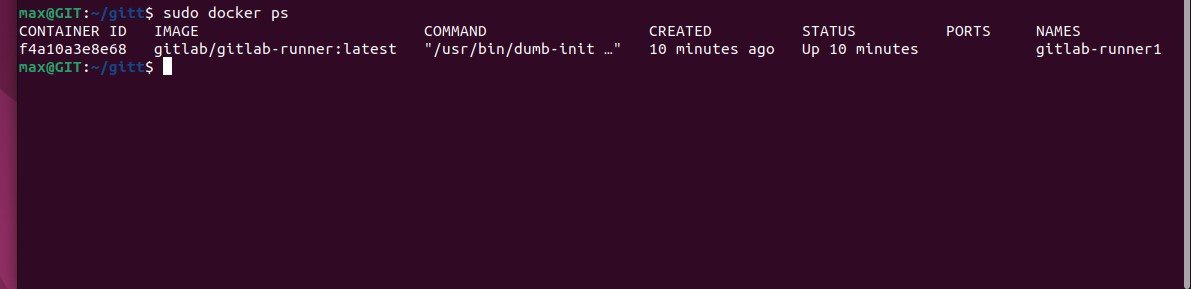 max@GIT:~/gitt$ sudo docker ps
CONTAINER ID   IMAGE                         COMMAND                  CREATED          STATUS          PORTS     NAMES
f4a10a3e8e68   gitlab/gitlab-runner:latest   "/usr/bin/dumb-init …"   10 minutes ago   Up 10 minutes             gitlab-runner1
max@GIT:~/gitt$